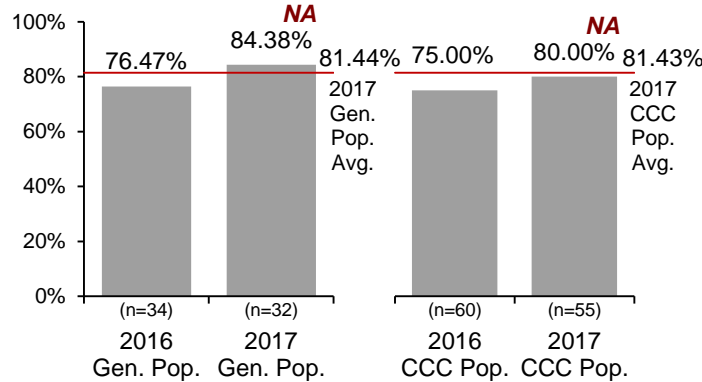 NA
NA
100%
80%
60%
40%
20%
0%
76.47%
84.38%
81.44%
2017
Gen.
Pop.
Avg.
75.00%
80.00%
81.43%
2017
CCC
Pop.
Avg.
(n=34)
(n=32)
(n=60)
(n=55)
2016
Gen. Pop.
2017
Gen. Pop.
2016
CCC Pop.
2017
CCC Pop.